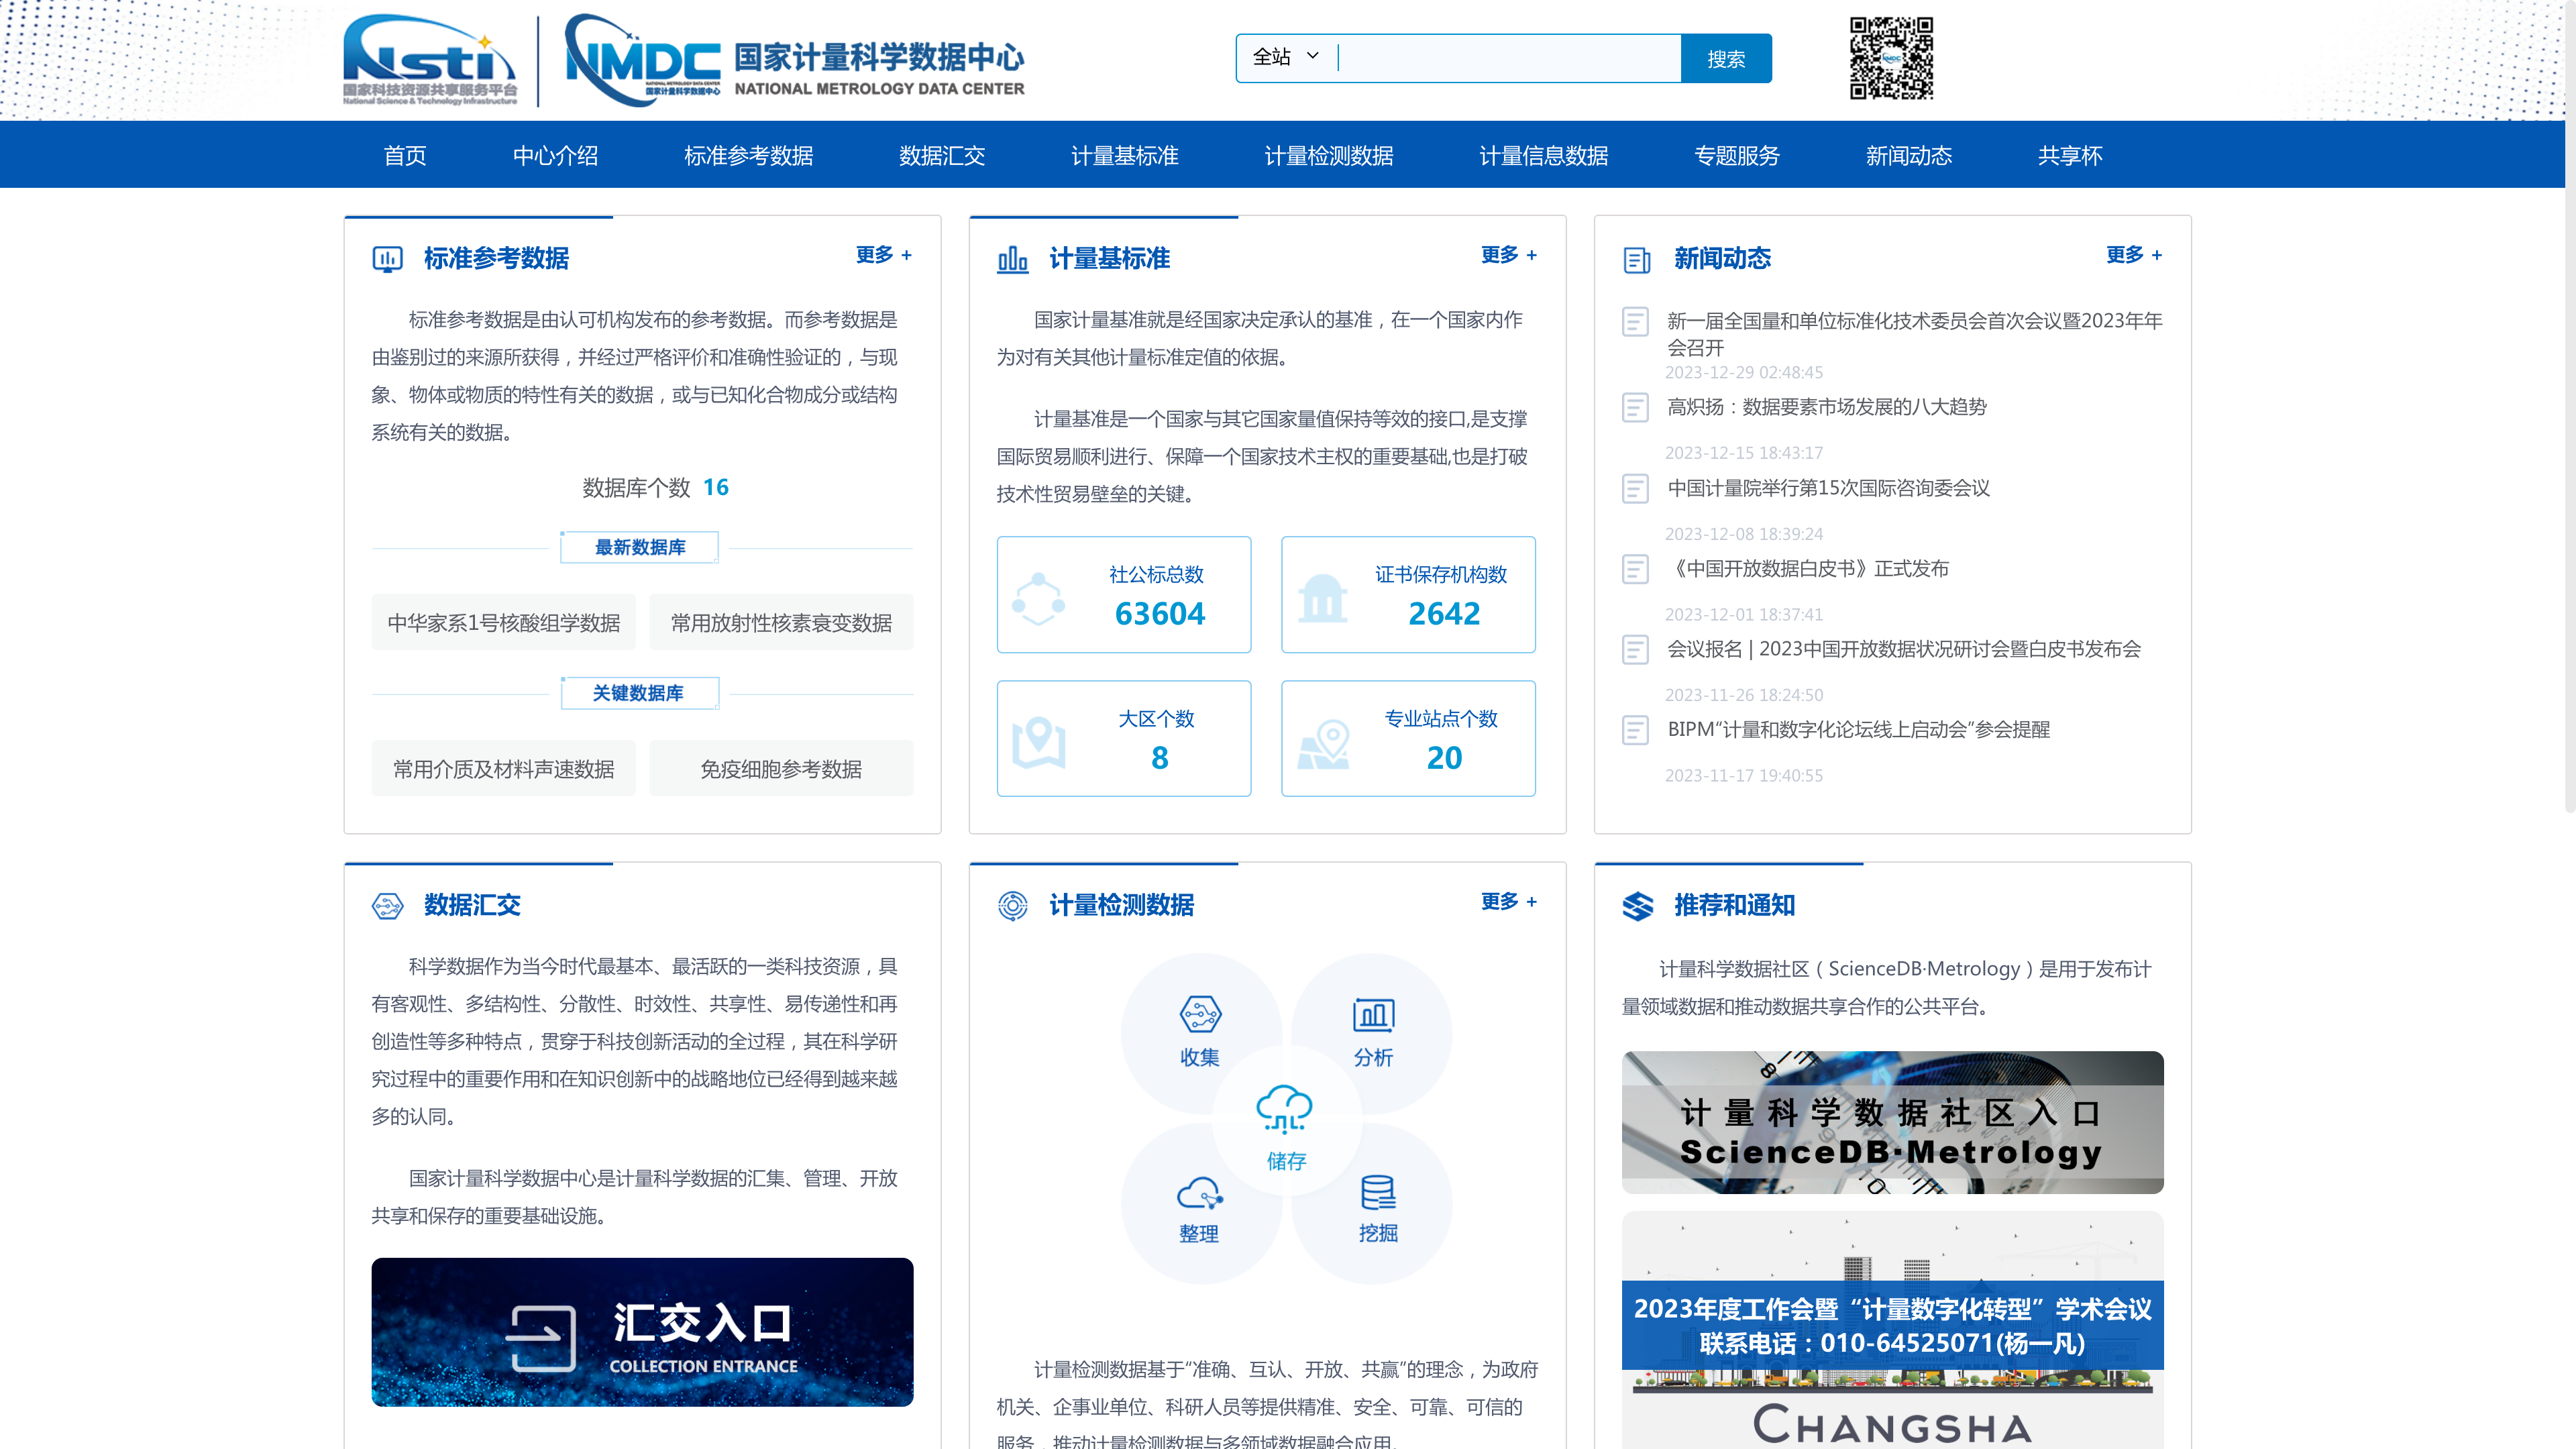 Nsti
国家科技资源共享服务平台
National Science & Technology Infrastructure
NMDC
NATIONAL METROLOGY DATA CENTER
国家计量科学数据中心
国家计量科学数据中心
NATIONAL METROLOGY DATA CENTER
全站
搜索
NMDC
首页 中心介绍 标准参考数据 数据汇交 计量基标准 计量检测数据 计量信息数据 专题服务 新闻动态 共享杯
标准参考数据
更多 +
标准参考数据是由认可机构发布的参考数据。而参考数据是
由鉴别过的来源所获得，并经过严格评价和准确性验证的，与现
象、物体或物质的特性有关的数据，或与已知化合物成分或结构
系统有关的数据。
数据库个数 16
最新数据库
中华家系1号核酸组学数据 常用放射性核素衰变数据
关键数据库
常用介质及材料声速数据 免疫细胞参考数据
计量基标准
更多 +
国家计量基准就是经国家决定承认的基准，在一个国家内作
为对有关其他计量标准定值的依据。
计量基准是一个国家与其它国家量值保持等效的接口,是支撑
国际贸易顺利进行、保障一个国家技术主权的重要基础,也是打破
技术性贸易壁垒的关键。
社公标总数
63604
证书保存机构数
2642
大区个数
8
专业站点个数
20
新闻动态
更多 +
新一届全国量和单位标准化技术委员会首次会议暨2023年年
会召开
2023-12-29 02:48:45
高炽扬：数据要素市场发展的八大趋势
2023-12-15 18:43:17
中国计量院举行第15次国际咨询委会议
2023-12-08 18:39:24
《中国开放数据白皮书》正式发布
2023-12-01 18:37:41
会议报名 | 2023中国开放数据状况研讨会暨白皮书发布会
2023-11-26 18:24:50
BIPM“计量和数字化论坛线上启动会”参会提醒
2023-11-17 19:40:55
数据汇交
科学数据作为当今时代最基本、最活跃的一类科技资源，具
有客观性、多结构性、分散性、时效性、共享性、易传递性和再
创造性等多种特点，贯穿于科技创新活动的全过程，其在科学研
究过程中的重要作用和在知识创新中的战略地位已经得到越来越
多的认同。
国家计量科学数据中心是计量科学数据的汇集、管理、开放
共享和保存的重要基础设施。
汇交入口
COLLECTION ENTRANCE
计量检测数据
更多 +
收集
分析
储存
整理
挖掘
计量检测数据基于“准确、互认、开放、共赢”的理念，为政府
机关、企事业单位、科研人员等提供精准、安全、可靠、可信的
服务，推动计量检测数据与多领域数据融合应用。
推荐和通知
计量科学数据社区（ScienceDB·Metrology）是用于发布计
量领域数据和推动数据共享合作的公共平台。
计量科学数据社区入口
ScienceDB·Metrology
2023年度工作会暨“计量数字化转型”学术会议
联系电话：010-64525071(杨一凡)
CHANGSHA